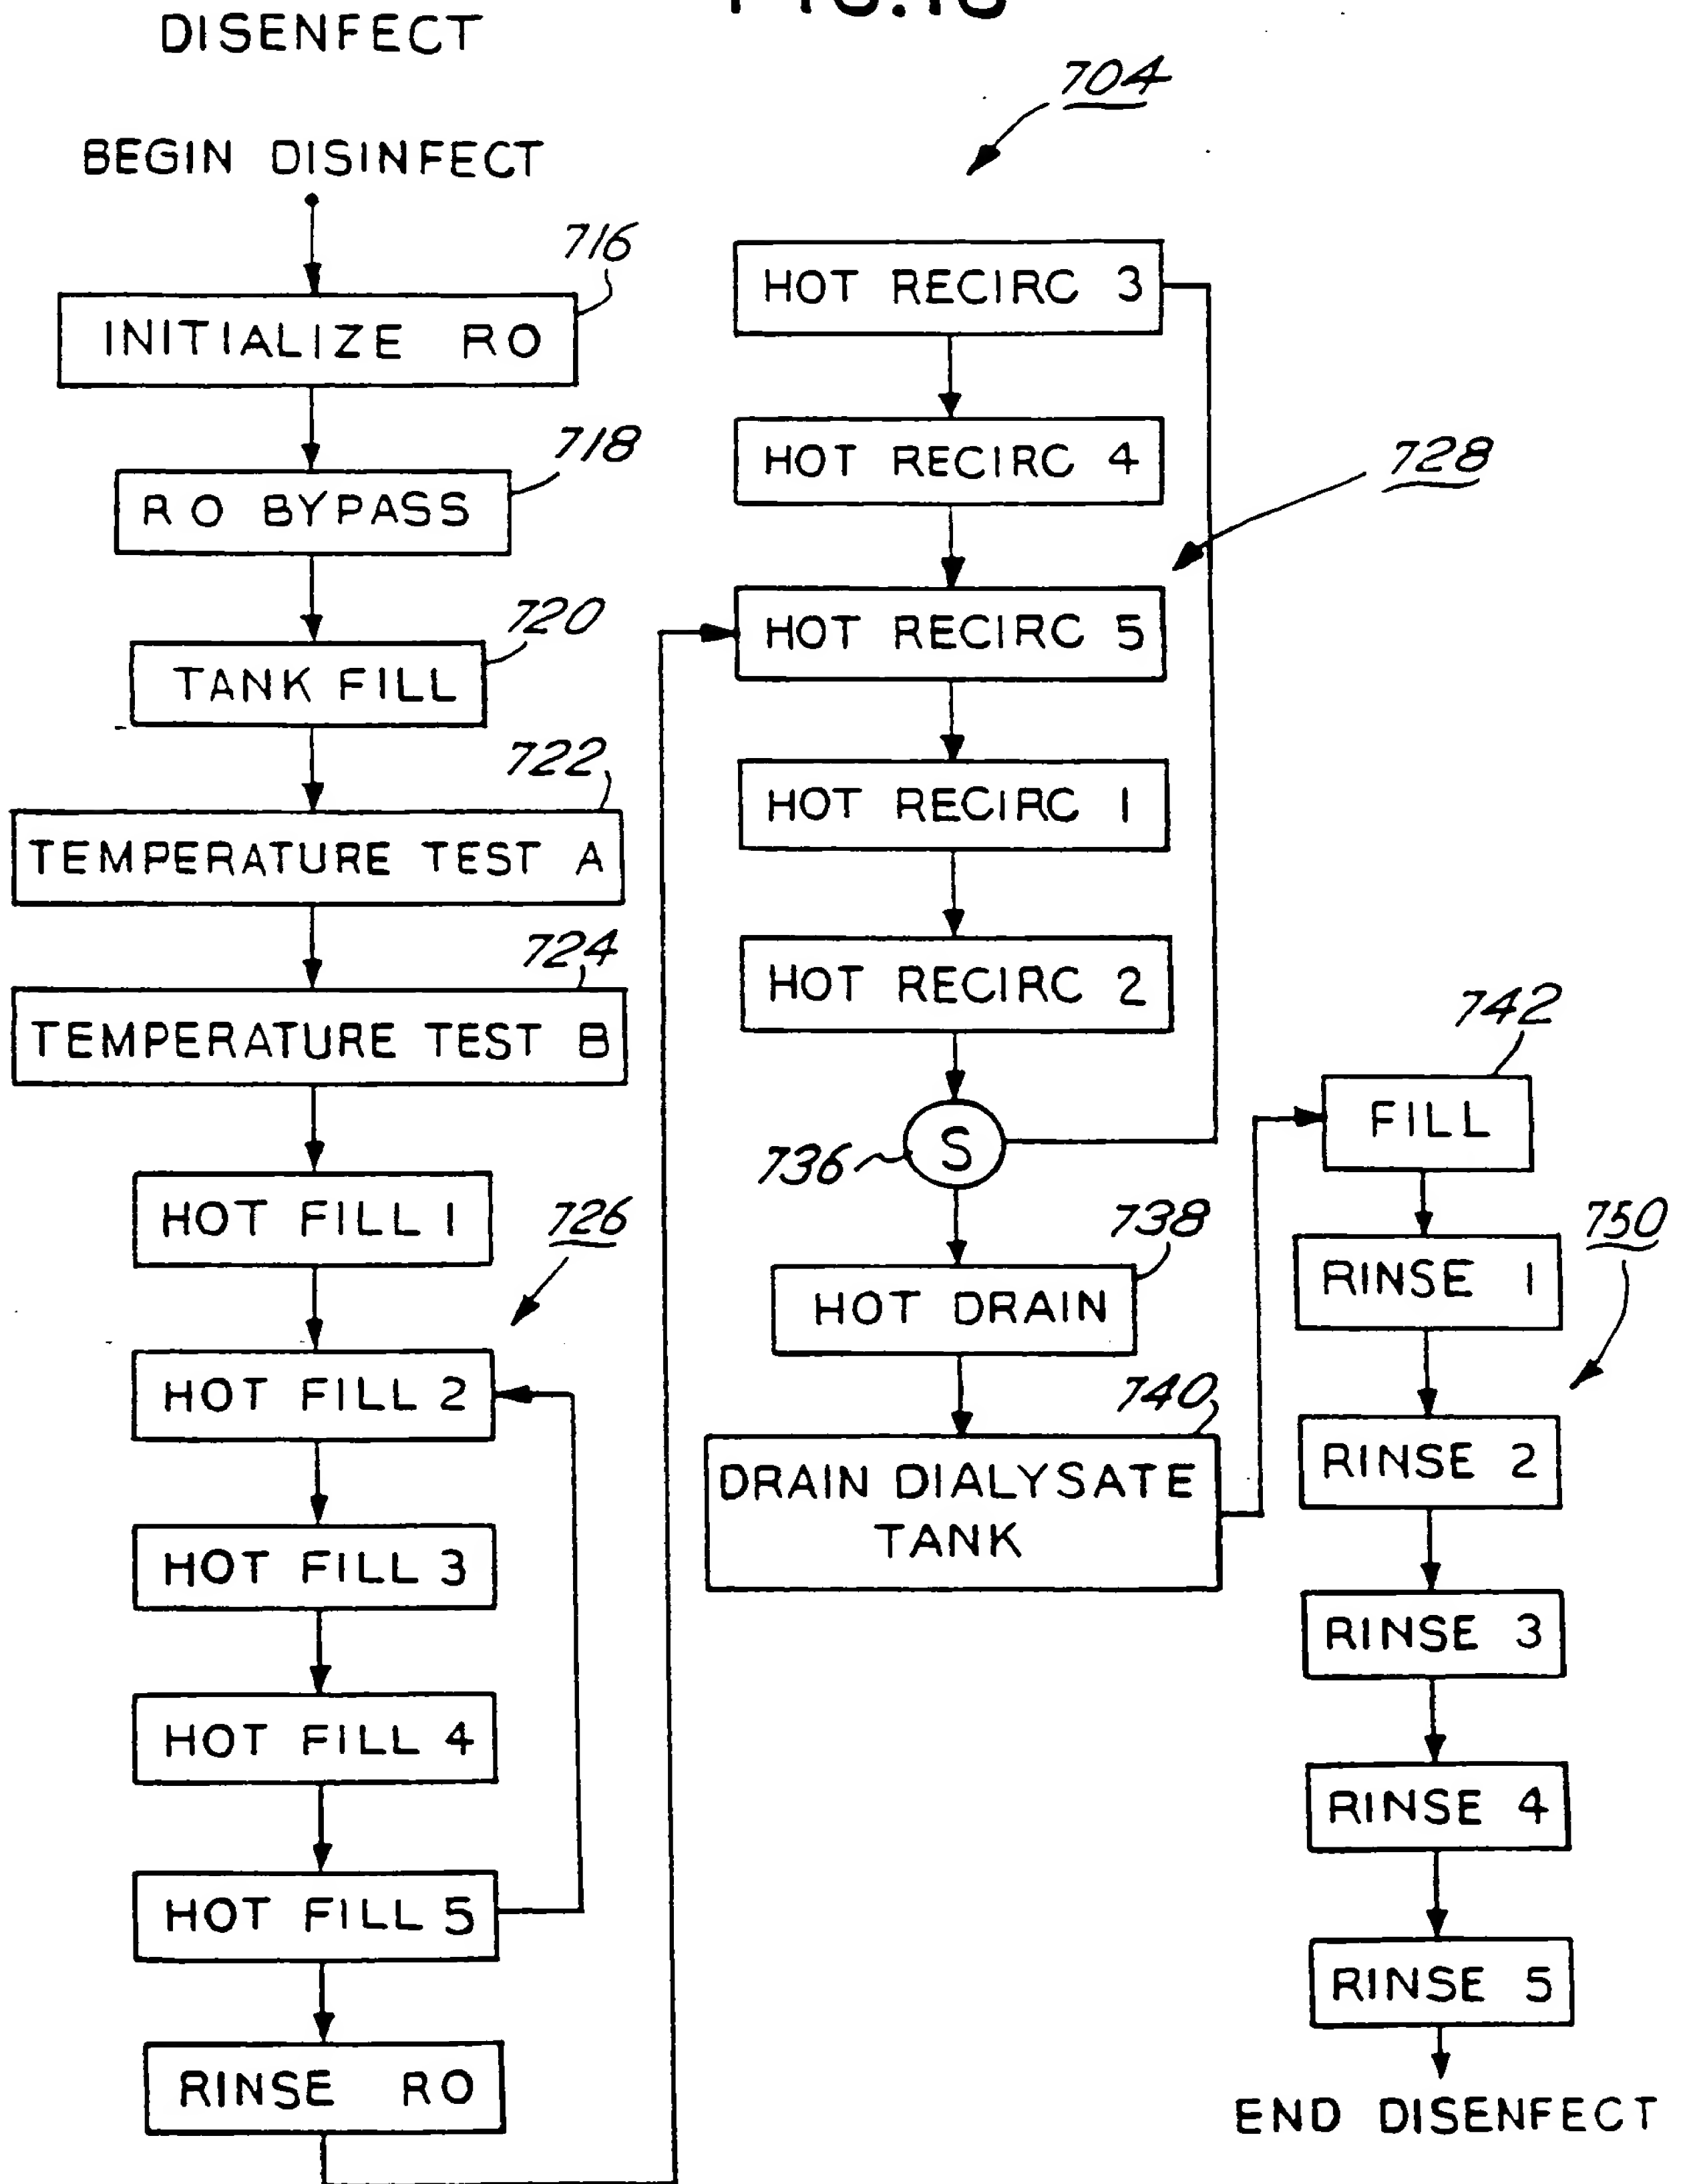 DISENFECT
704
BEGIN DISINFECT
716
INITIALIZE RO
718
RO BYPASS
720
TANK FILL
722
TEMPERATURE TEST A
724
TEMPERATURE TEST B
HOT FILL 1
726
HOT FILL 2
HOT FILL 3
HOT FILL 4
HOT FILL 5
RINSE RO
HOT RECIRC 3
HOT RECIRC 4
728
HOT RECIRC 5
HOT RECIRC 1
HOT RECIRC 2
S
736
738
HOT DRAIN
740
DRAIN DIALYSATE
TANK
742
FILL
750
RINSE 1
RINSE 2
RINSE 3
RINSE 4
RINSE 5
END DISENFECT